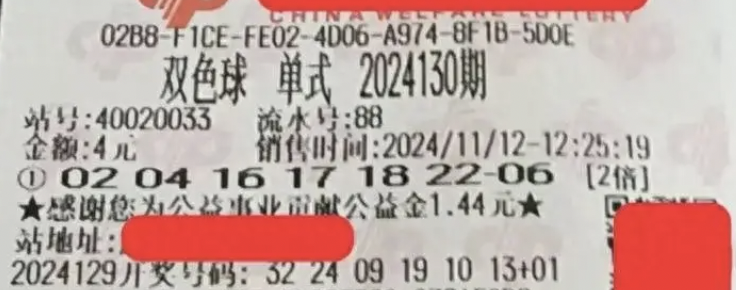 CHINA WELFARE LOTTERY
02B8-F1CE-FE02-4D06-A974-8F1B-5D0E
双色球 单式 2024130期
站号:40020033 流水号:88
金额:4元 销售时间:2024/11/12-12:25:19
① 02 04 16 17 18 22-06 [2倍]
★感谢您为公益事业贡献公益金1.44元★
站地址:
2024129开奖号码: 32 24 09 19 10 13+01